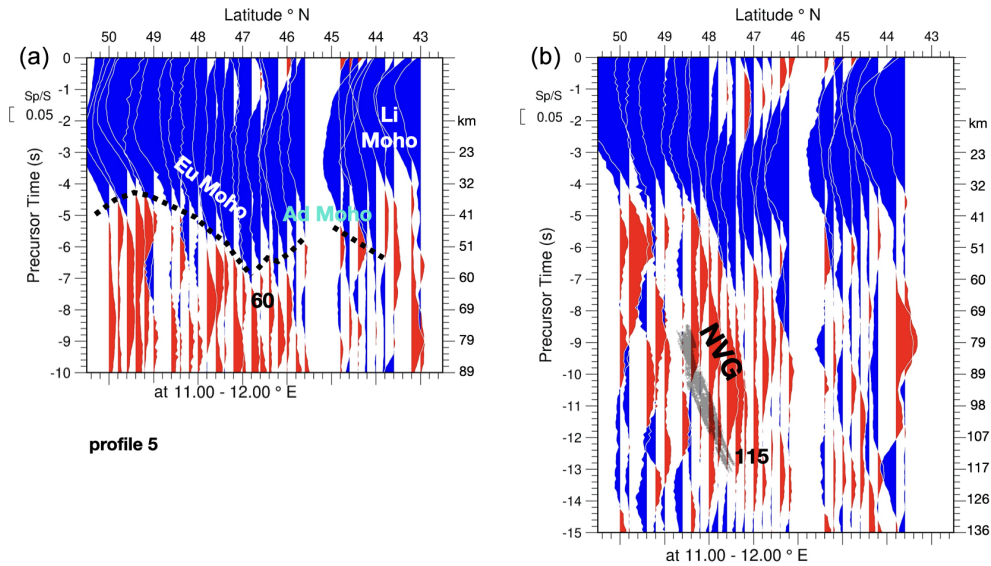 Latitude ° N
50 49 48 47 46 45 44 43
(a)
0
-1
-2
-3
-4
-5
-6
-7
-8
-9
-10
Precursor Time (s)
Sp/S
0.05
km
23
32
41
51
60
69
79
89
Li
Moho
Eu Moho
Ad Moho
60
at 11.00 - 12.00 ° E
profile 5
Latitude ° N
50 49 48 47 46 45 44 43
(b)
0
-1
-2
-3
-4
-5
-6
-7
-8
-9
-10
-11
-12
-13
-14
-15
Precursor Time (s)
Sp/S
0.05
km
23
32
41
51
60
69
79
89
98
107
117
126
136
NVG
115
at 11.00 - 12.00 ° E